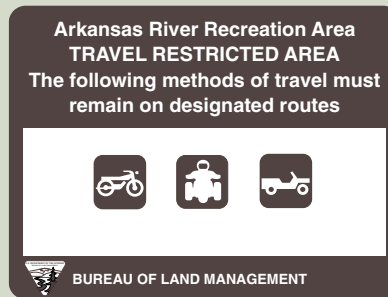 Arkansas River Recreation Area
TRAVEL RESTRICTED AREA
The following methods of travel must
remain on designated routes
BUREAU OF LAND MANAGEMENT